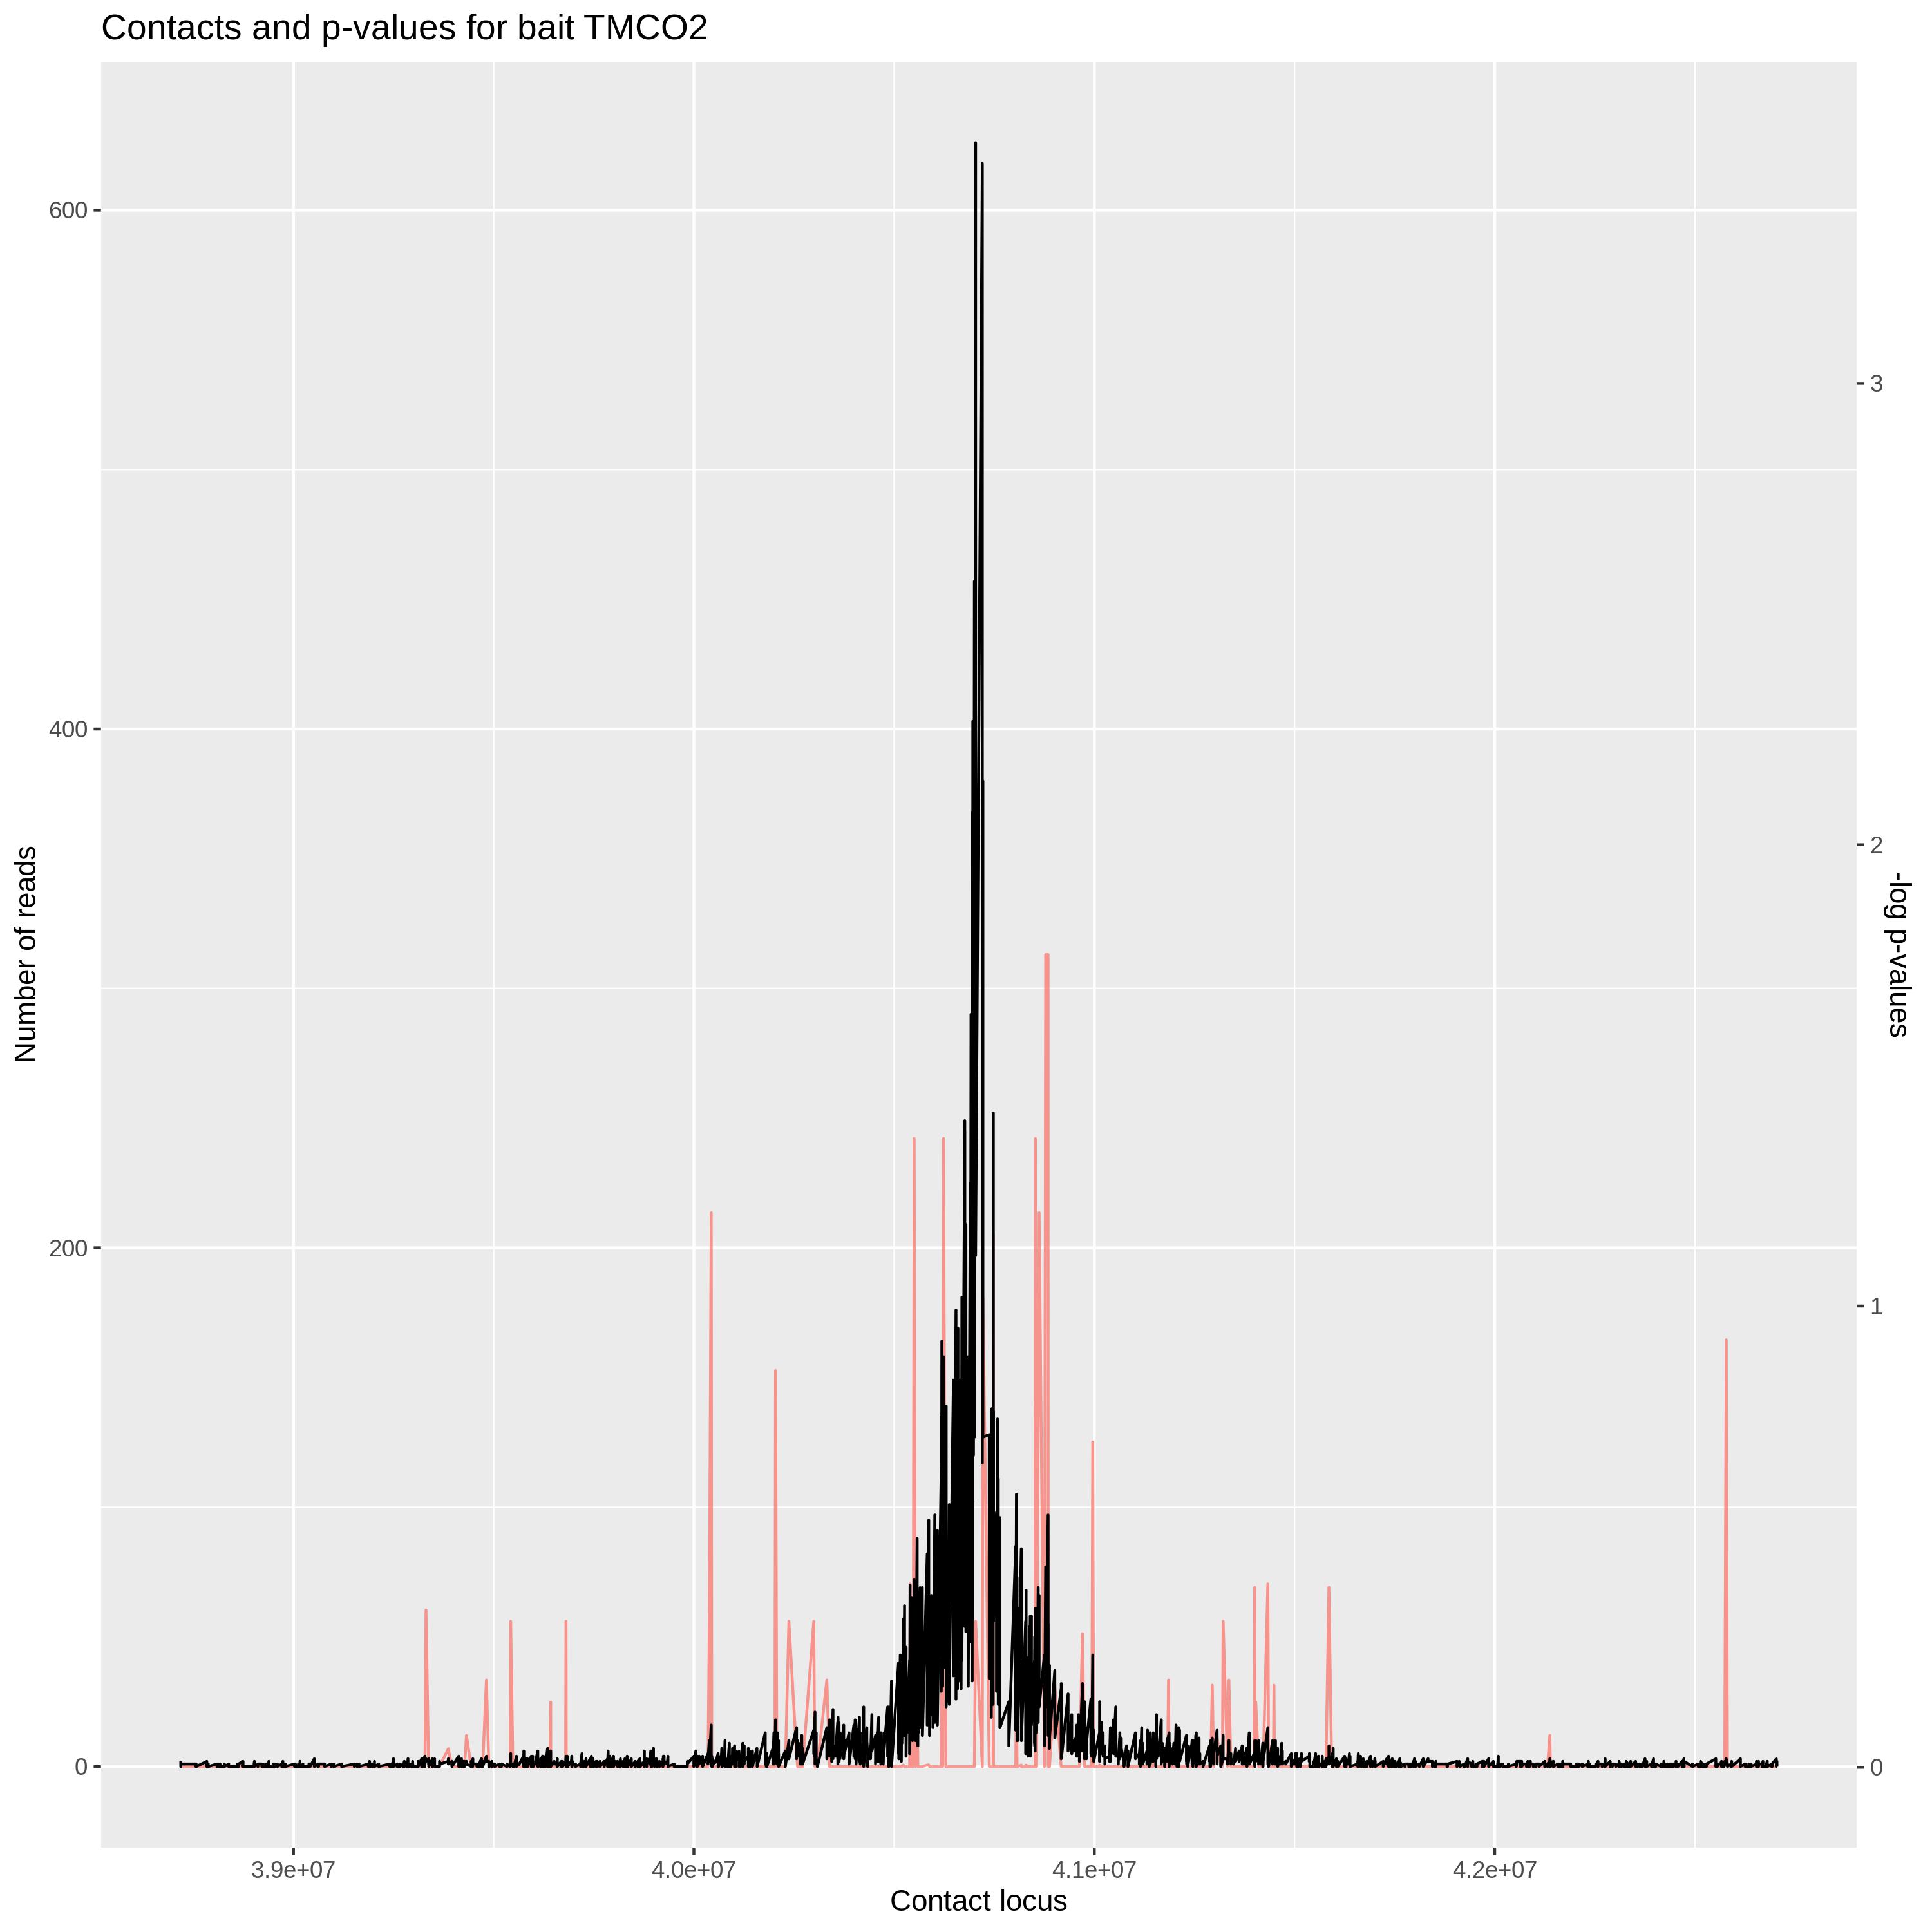 Contacts and p-values for bait TMCO2
600
400
200
0
Number of reads
3
2
1
0
-log p-values
3.9e+07
4.0e+07
4.1e+07
4.2e+07
Contact locus